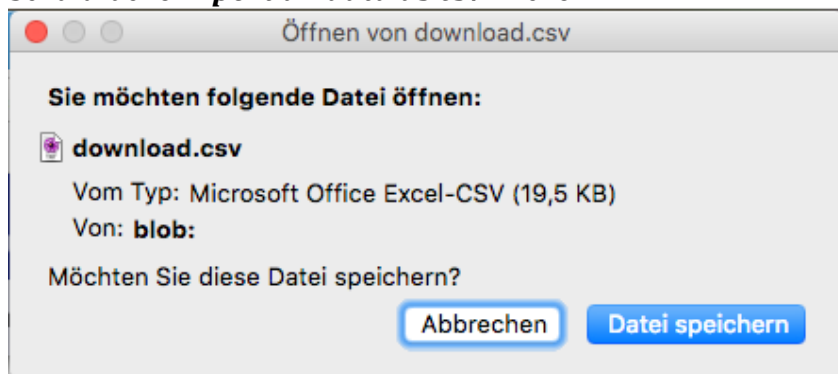 Öffnen von download.csv
Sie möchten folgende Datei öffnen:
download.csv
Vom Typ: Microsoft Office Excel-CSV (19,5 KB)
Von: blob:
Möchten Sie diese Datei speichern?
Abbrechen Datei speichern